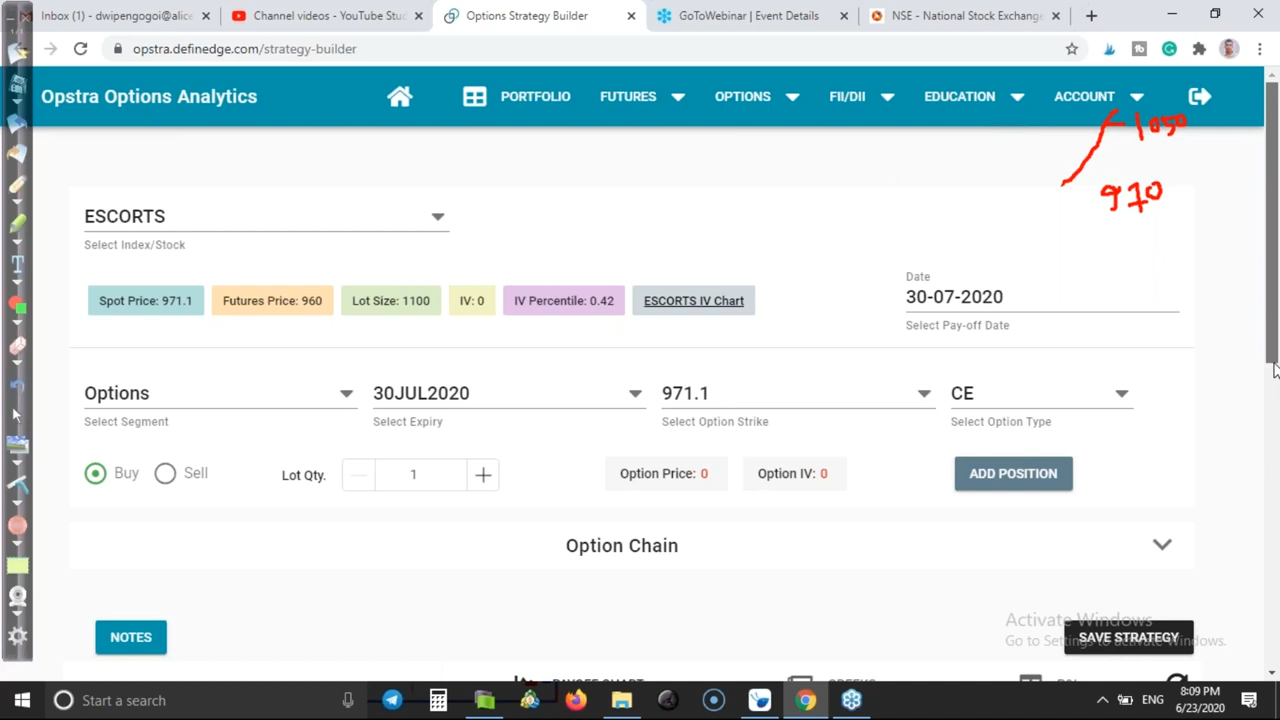 Inbox (1) - dwipengogoi@alice
Channel videos - YouTube Stu
Options Strategy Builder
GoToWebinar | Event Details
NSE - National Stock Exchange
opstra.definedge.com/strategy-builder
Opstra Options Analytics
PORTFOLIO
FUTURES
OPTIONS
FII/DII
EDUCATION
ACCOUNT
1050
970
ESCORTS
Select Index/Stock
Spot Price: 971.1
Futures Price: 960
Lot Size: 1100
IV: 0
IV Percentile: 0.42
ESCORTS IV Chart
Date
30-07-2020
Select Pay-off Date
Options
30JUL2020
971.1
CE
Select Segment
Select Expiry
Select Option Strike
Select Option Type
Buy
Sell
Lot Qty.
1
Option Price: 0
Option IV: 0
ADD POSITION
Option Chain
NOTES
SAVE STRATEGY
Activate Windows
Go to Settings to activate Windows.
PAYOFF CHART
GREEKS
Start a search
ENG
8:09 PM
6/23/2020